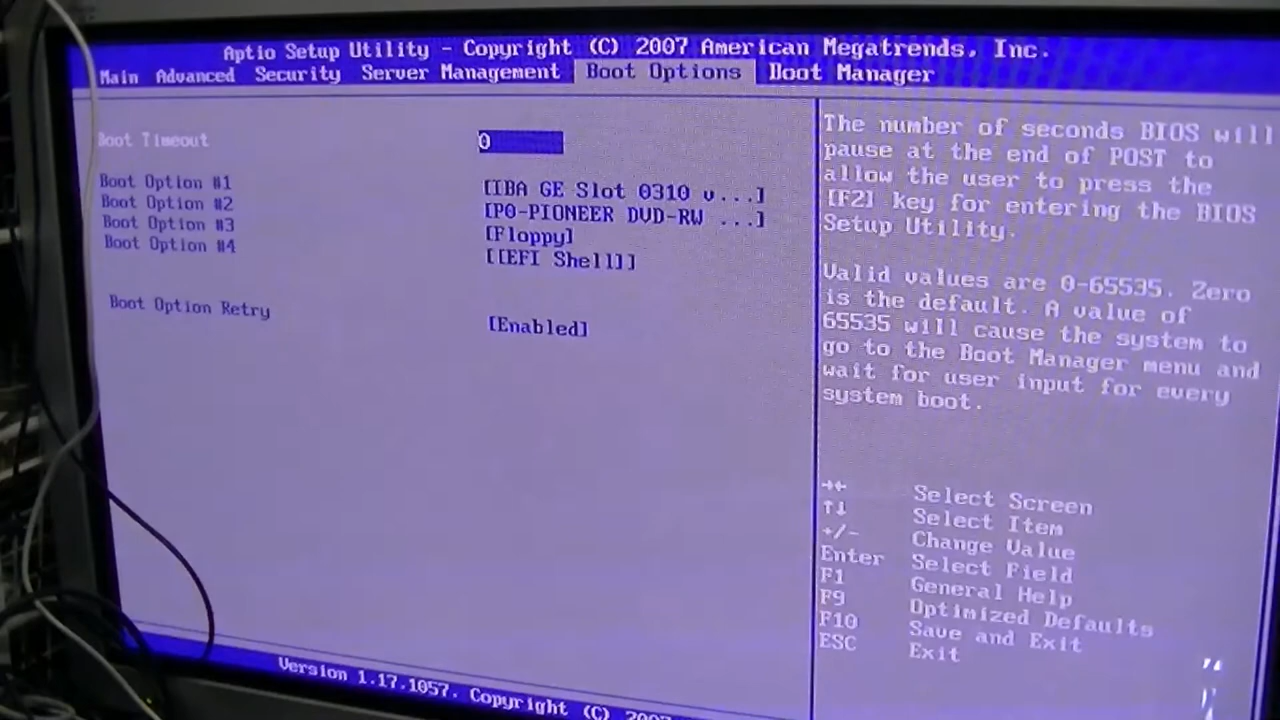 Aptio Setup Utility - Copyright (C) 2007 American Megatrends, Inc.
Main Advanced Security Server Management Boot Options Boot Manager
Boot Timeout 0
Boot Option #1 [IBA GE Slot 0310 v...]
Boot Option #2 [P0-PIONEER DVD-RW ...]
Boot Option #3 [Floppy]
Boot Option #4 [[EFI Shell]]
Boot Option Retry [Enabled]
The number of seconds BIOS will
pause at the end of POST to
allow the user to press the
[F2] key for entering the BIOS
Setup Utility.
Valid values are 0-65535. Zero
is the default. A value of
65535 will cause the system to
go to the Boot Manager menu and
wait for user input for every
system boot.
→← Select Screen
↑↓ Select Item
+/- Change Value
Enter Select Field
F1 General Help
F9 Optimized Defaults
F10 Save and Exit
ESC Exit
Version 1.17.1057. Copyright (C) 2007